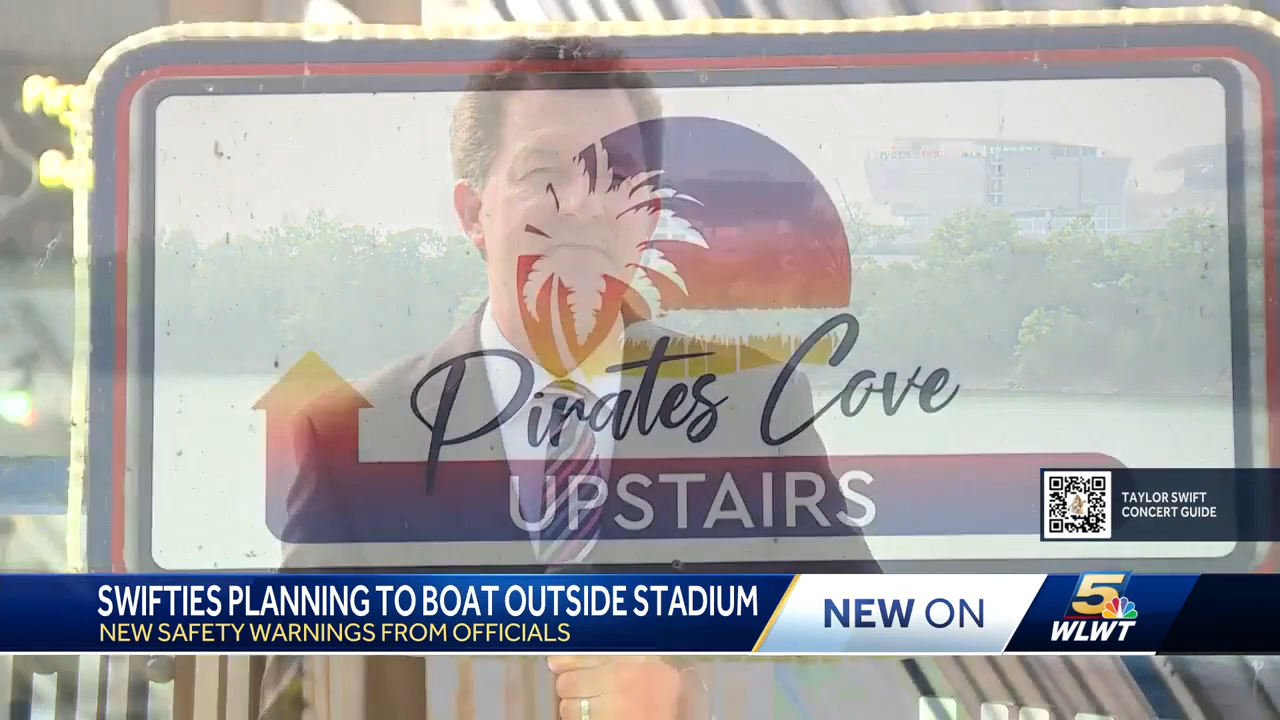 Pirates Cove
UPSTAIRS
TAYLOR SWIFT
CONCERT GUIDE
SWIFTIES PLANNING TO BOAT OUTSIDE STADIUM
NEW SAFETY WARNINGS FROM OFFICIALS
NEW ON
5
WLWT